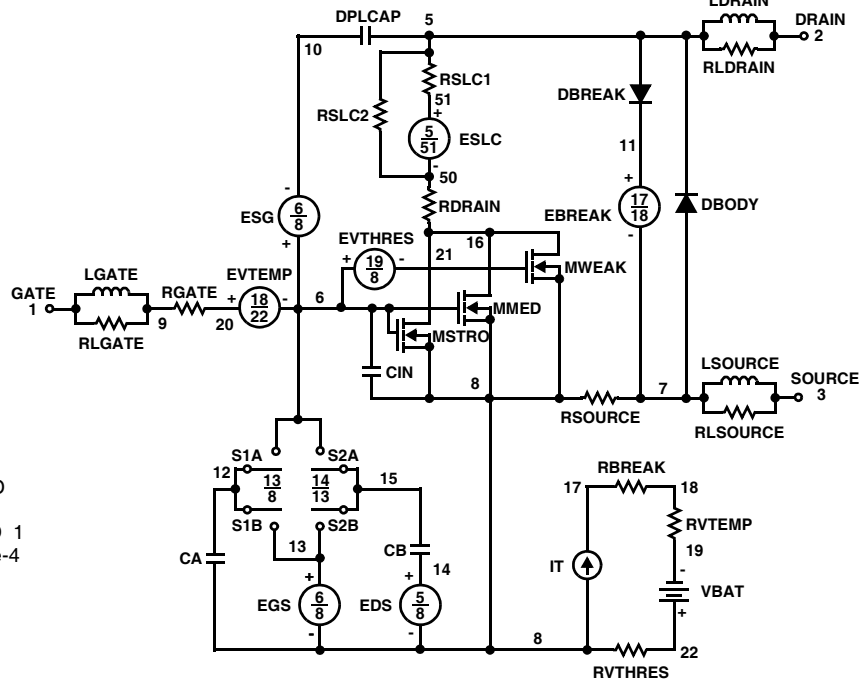 LDRAIN
DPLCAP 5 DRAIN
10 2
RLDRAIN
RSLC1
DBREAK
51
RSLC2 +
5
51 ESLC
11
-
50
+
-
17
18
6
8 RDRAIN EBREAK DBODY
ESG
EVTHRES -
+ 16
+ 19 - 21
8 MWEAK
LGATE EVTEMP
GATE RGATE + 18 - 6
1 22 MMED
9 20
RLGATE MSTRO
LSOURCE
CIN 8 7 SOURCE
3
RSOURCE
RLSOURCE
S1A S2A
12 13 14 15 RBREAK
8 13 17 18
S1B S2B RVTEMP
13
CA CB 19
14 IT -
+ + VBAT
EGS 6 EDS 5
8 8 +
- - 8
22
RVTHRES
D
D 1
e-4